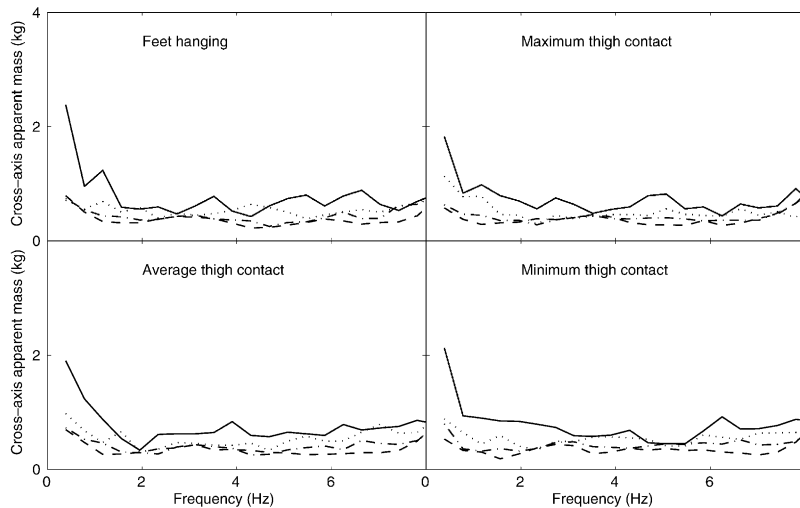 4
Feet hanging
Maximum thigh contact
2
0
Cross–axis apparent mass (kg)
Average thigh contact
Minimum thigh contact
2
0
Cross–axis apparent mass (kg)
0 2 4 6 0 2 4 6
Frequency (Hz) Frequency (Hz)